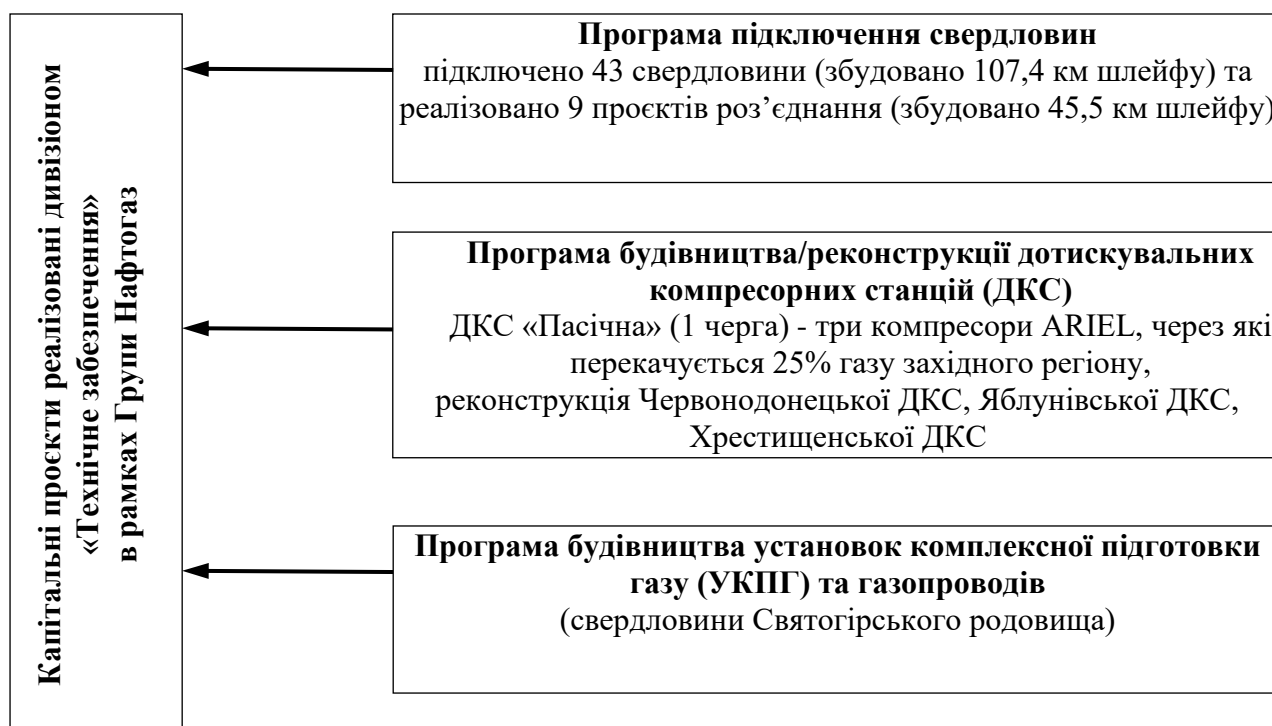 Капітальні проєкти реалізовані дивізіоном
«Технічне забезпечення»
в рамках Групи Нафтогаз
Програма підключення свердловин
підключено 43 свердловини (збудовано 107,4 км шлейфу) та
реалізовано 9 проєктів роз’єднання (збудовано 45,5 км шлейфу)
Програма будівництва/реконструкції дотискувальних
компресорних станцій (ДКС)
ДКС «Пасічна» (1 черга) - три компресори ARIEL, через які
перекачується 25% газу західного регіону,
реконструкція Червонодонецької ДКС, Яблунівської ДКС,
Хрестищенської ДКС
Програма будівництва установок комплексної підготовки
газу (УКПГ) та газопроводів
(свердловини Святогірського родовища)